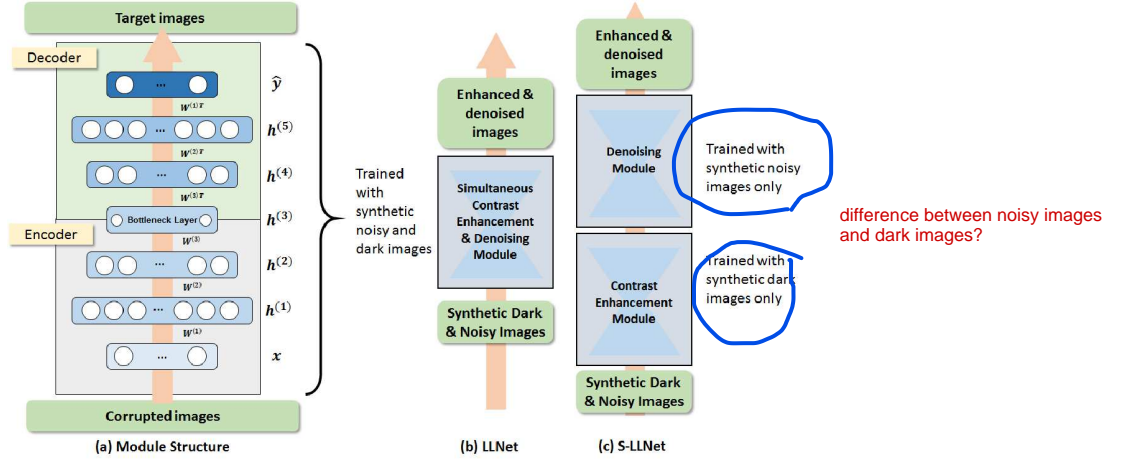 Target images
Decoder
... ŷ
W^(1)T
... h^(5)
W^(2)T
... h^(4)
W^(3)T
Bottleneck Layer h^(3)
Encoder
W^(3)
... h^(2)
W^(2)
... h^(1)
W^(1)
... x
Corrupted images
(a) Module Structure
Trained
with
synthetic
noisy and
dark images
Enhanced &
denoised
images
Simultaneous
Contrast
Enhancement
& Denoising
Module
Synthetic Dark
& Noisy Images
(b) LLNet
Enhanced &
denoised
images
Denoising
Module
Trained with
synthetic noisy
images only
Contrast
Enhancement
Module
Trained with
synthetic dark
images only
Synthetic Dark
& Noisy Images
(c) S-LLNet
difference between noisy images
and dark images?